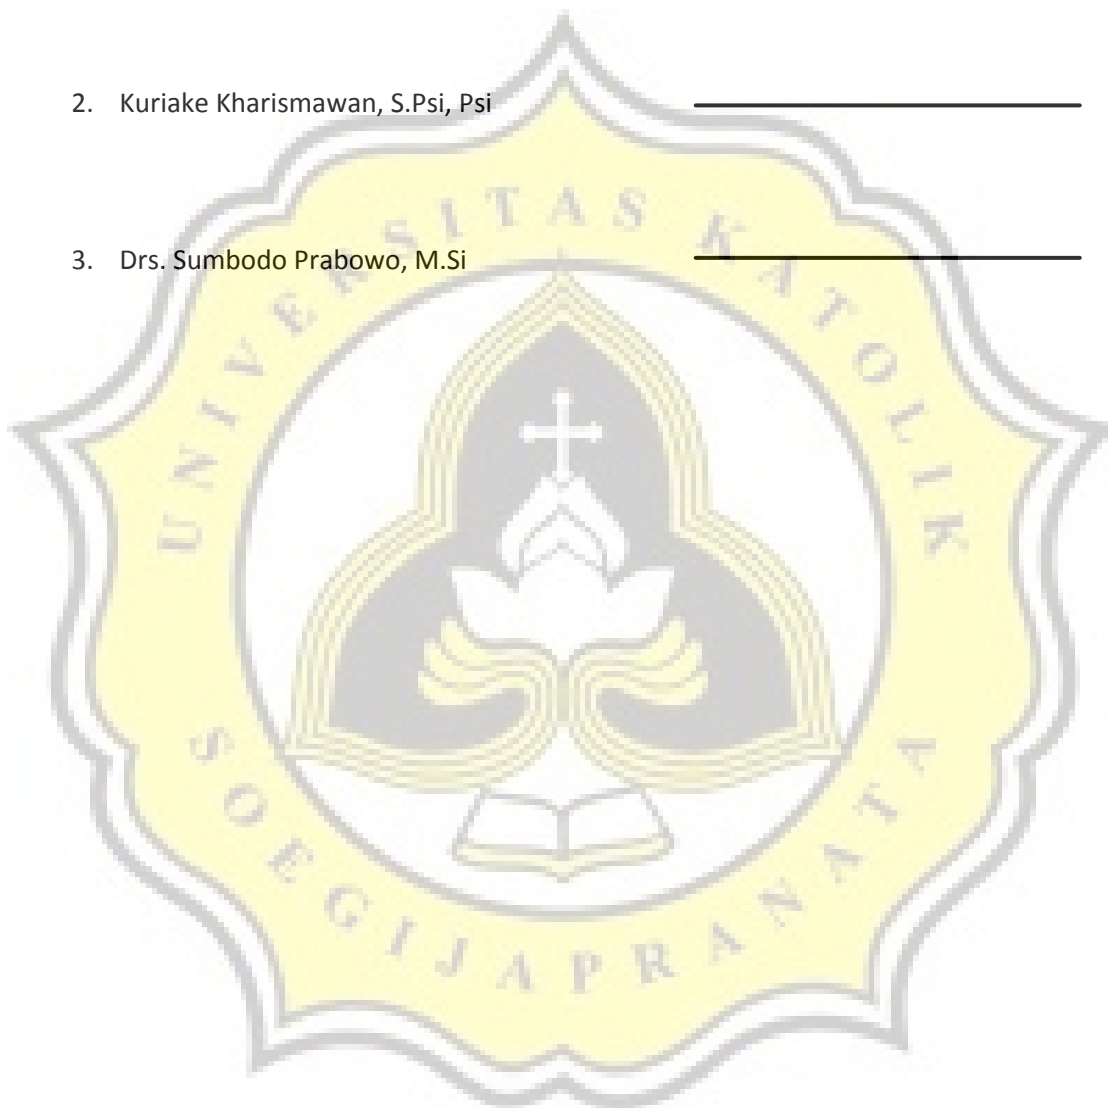 2. Kuriake Kharismawan, S.Psi, Psi
3. Drs. Sumbodo Prabowo, M.Si
UNIVERSITAS KATOLIK
SOEGIJAPRANATA